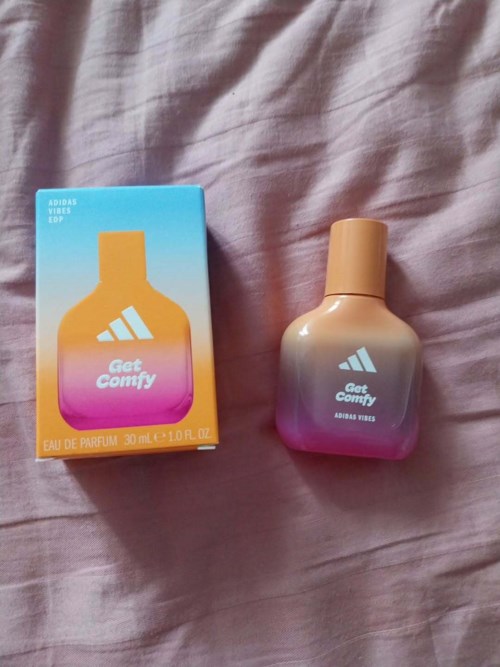 ADIDAS
VIBES
EDP
Get
Comfy
EAU DE PARFUM 30 mL ℮ 1.0 FL. OZ.
Get
Comfy
ADIDAS VIBES